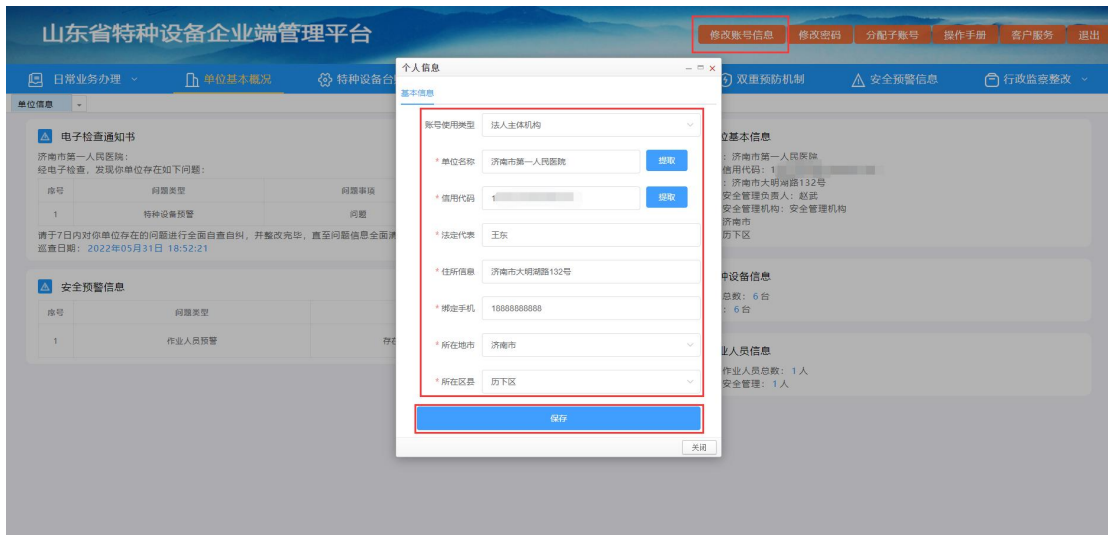 山东省特种设备企业端管理平台
修改账号信息 修改密码 分配子账号 操作手册 客户服务 退出
日常业务办理 单位基本概况 特种设备台 双重预防机制 安全预警信息 行政监察整改
单位信息
个人信息
基本信息
账号使用类型 法人主体机构
* 单位名称 济南市第一人民医院 提取
* 信用代码 1 提取
* 法定代表 王东
* 住所信息 济南市大明湖路132号
* 绑定手机 18888888888
* 所在地市 济南市
* 所在区县 历下区
保存
关闭
电子检查通知书
济南市第一人民医院:
经电子检查,发现你单位存在如下问题:
序号 问题类型 问题事项
1 特种设备预警 问题
请于7日内对你单位存在的问题进行全面自查自纠,并整改完毕,直至问题信息全面清
巡查日期: 2022年05月31日 18:52:21
安全预警信息
序号 问题类型
1 作业人员预警 存在
位基本信息
: 济南市第一人民医院
信用代码: 1
: 济南市大明湖路132号
安全管理负责人: 赵武
安全管理机构: 安全管理机构
济南市
历下区
种设备信息
总数: 6 台
: 6 台
业人员信息
作业人员总数: 1 人
安全管理: 1 人